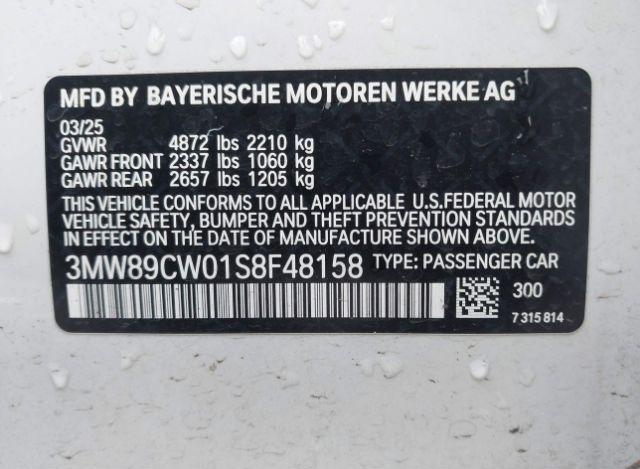 MFD BY BAYERISCHE MOTOREN WERKE AG
03/25
GVWR 4872 lbs 2210 kg
GAWR FRONT 2337 lbs 1060 kg
GAWR REAR 2657 lbs 1205 kg
THIS VEHICLE CONFORMS TO ALL APPLICABLE U.S.FEDERAL MOTOR
VEHICLE SAFETY, BUMPER AND THEFT PREVENTION STANDARDS
IN EFFECT ON THE DATE OF MANUFACTURE SHOWN ABOVE.
3MW89CW01S8F48158 TYPE: PASSENGER CAR
300
7 315 814